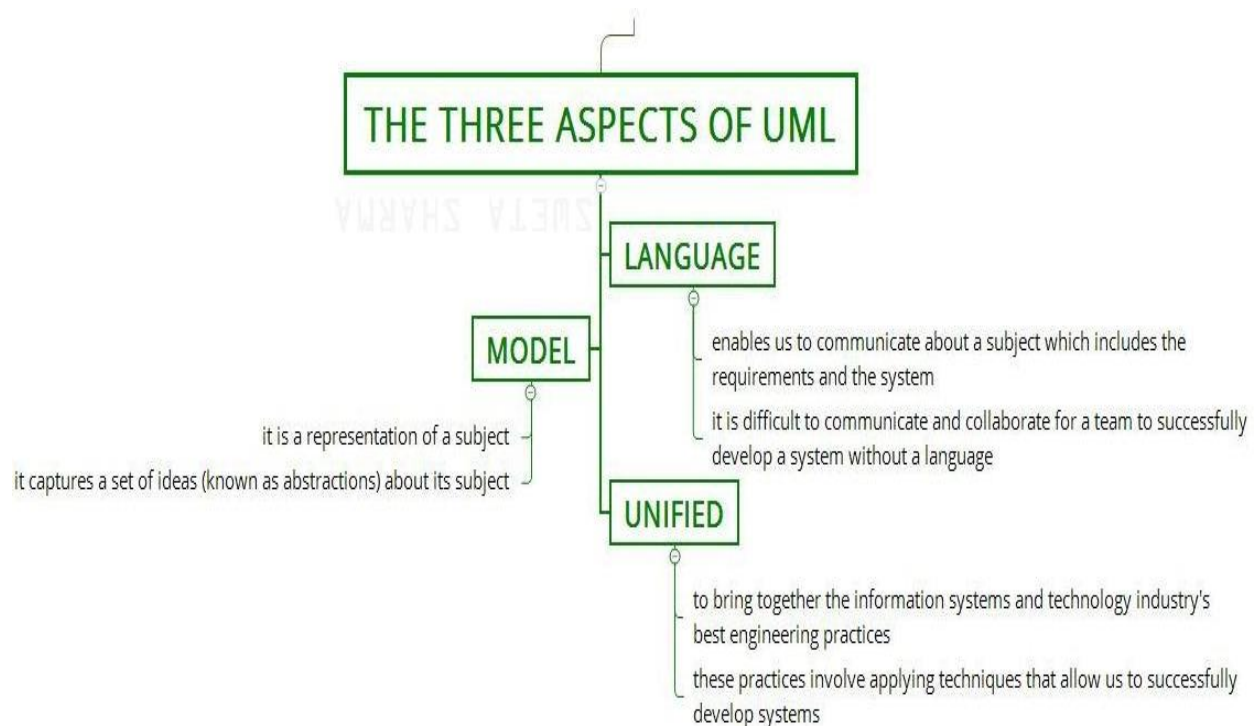 THE THREE ASPECTS OF UML
SWETA SHARMA
LANGUAGE
enables us to communicate about a subject which includes the
requirements and the system
it is difficult to communicate and collaborate for a team to successfully
develop a system without a language
MODEL
it is a representation of a subject
it captures a set of ideas (known as abstractions) about its subject
UNIFIED
to bring together the information systems and technology industry's
best engineering practices
these practices involve applying techniques that allow us to successfully
develop systems